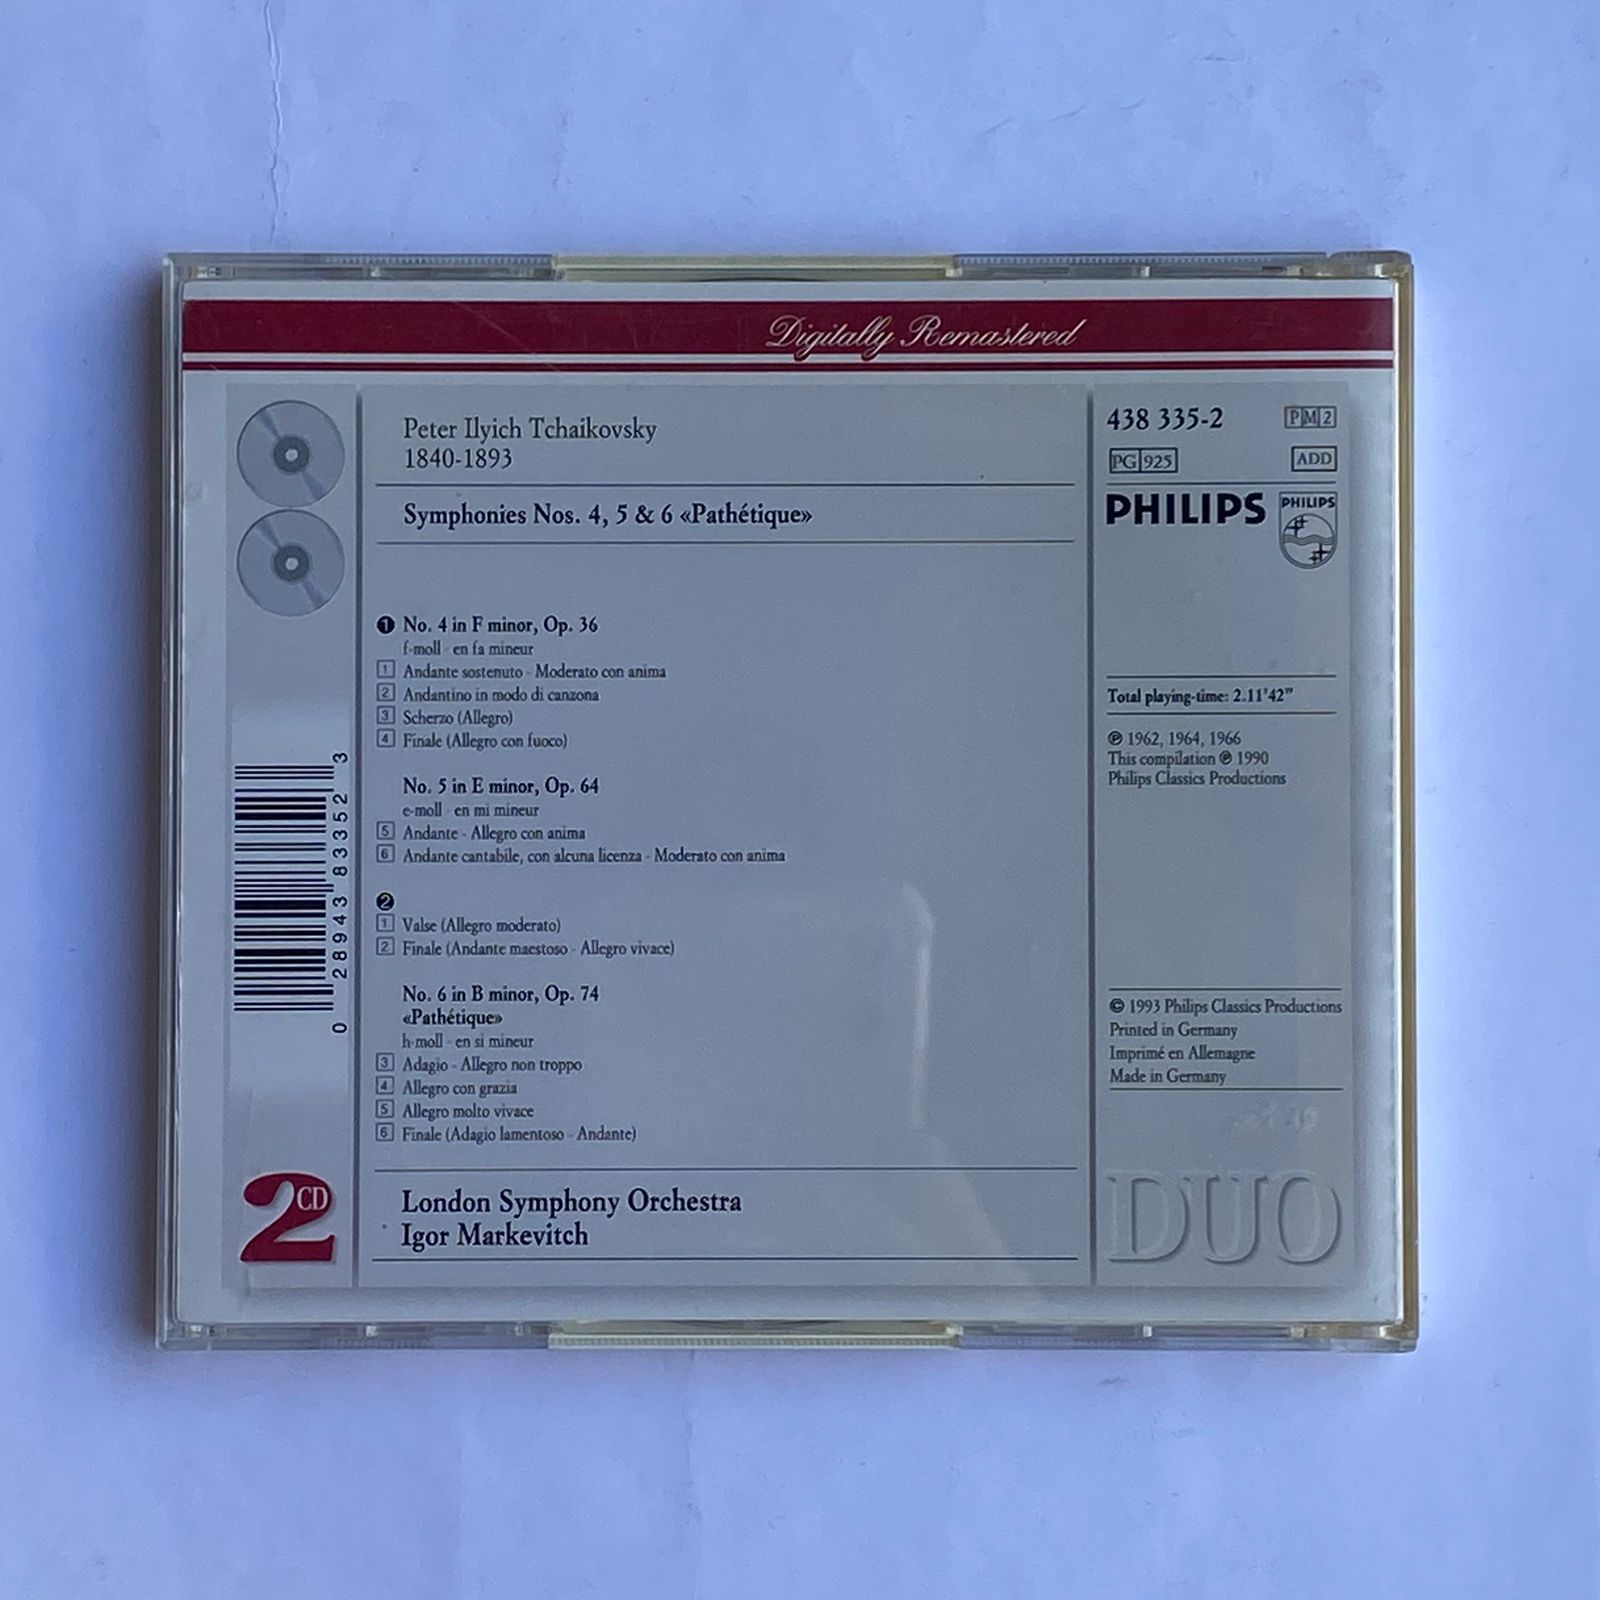 Digitally Remastered
Peter Ilyich Tchaikovsky
1840-1893
Symphonies Nos. 4, 5 & 6 «Pathétique»
1 No. 4 in F minor, Op. 36
f-moll - en fa mineur
1 Andante sostenuto - Moderato con anima
2 Andantino in modo di canzona
3 Scherzo (Allegro)
4 Finale (Allegro con fuoco)
No. 5 in E minor, Op. 64
e-moll - en mi mineur
5 Andante - Allegro con anima
6 Andante cantabile, con alcuna licenza - Moderato con anima
2
1 Valse (Allegro moderato)
2 Finale (Andante maestoso - Allegro vivace)
No. 6 in B minor, Op. 74
«Pathétique»
h-moll - en si mineur
3 Adagio - Allegro non troppo
4 Allegro con grazia
5 Allegro molto vivace
6 Finale (Adagio lamentoso - Andante)
London Symphony Orchestra
Igor Markevitch
438 335-2 PM2
PG 925 ADD
PHILIPS PHILIPS
Total playing-time: 2.11'42"
℗ 1962, 1964, 1966
This compilation ℗ 1990
Philips Classics Productions
© 1993 Philips Classics Productions
Printed in Germany
Imprimé en Allemagne
Made in Germany
DUO
0 28943 83352 3
2 CD